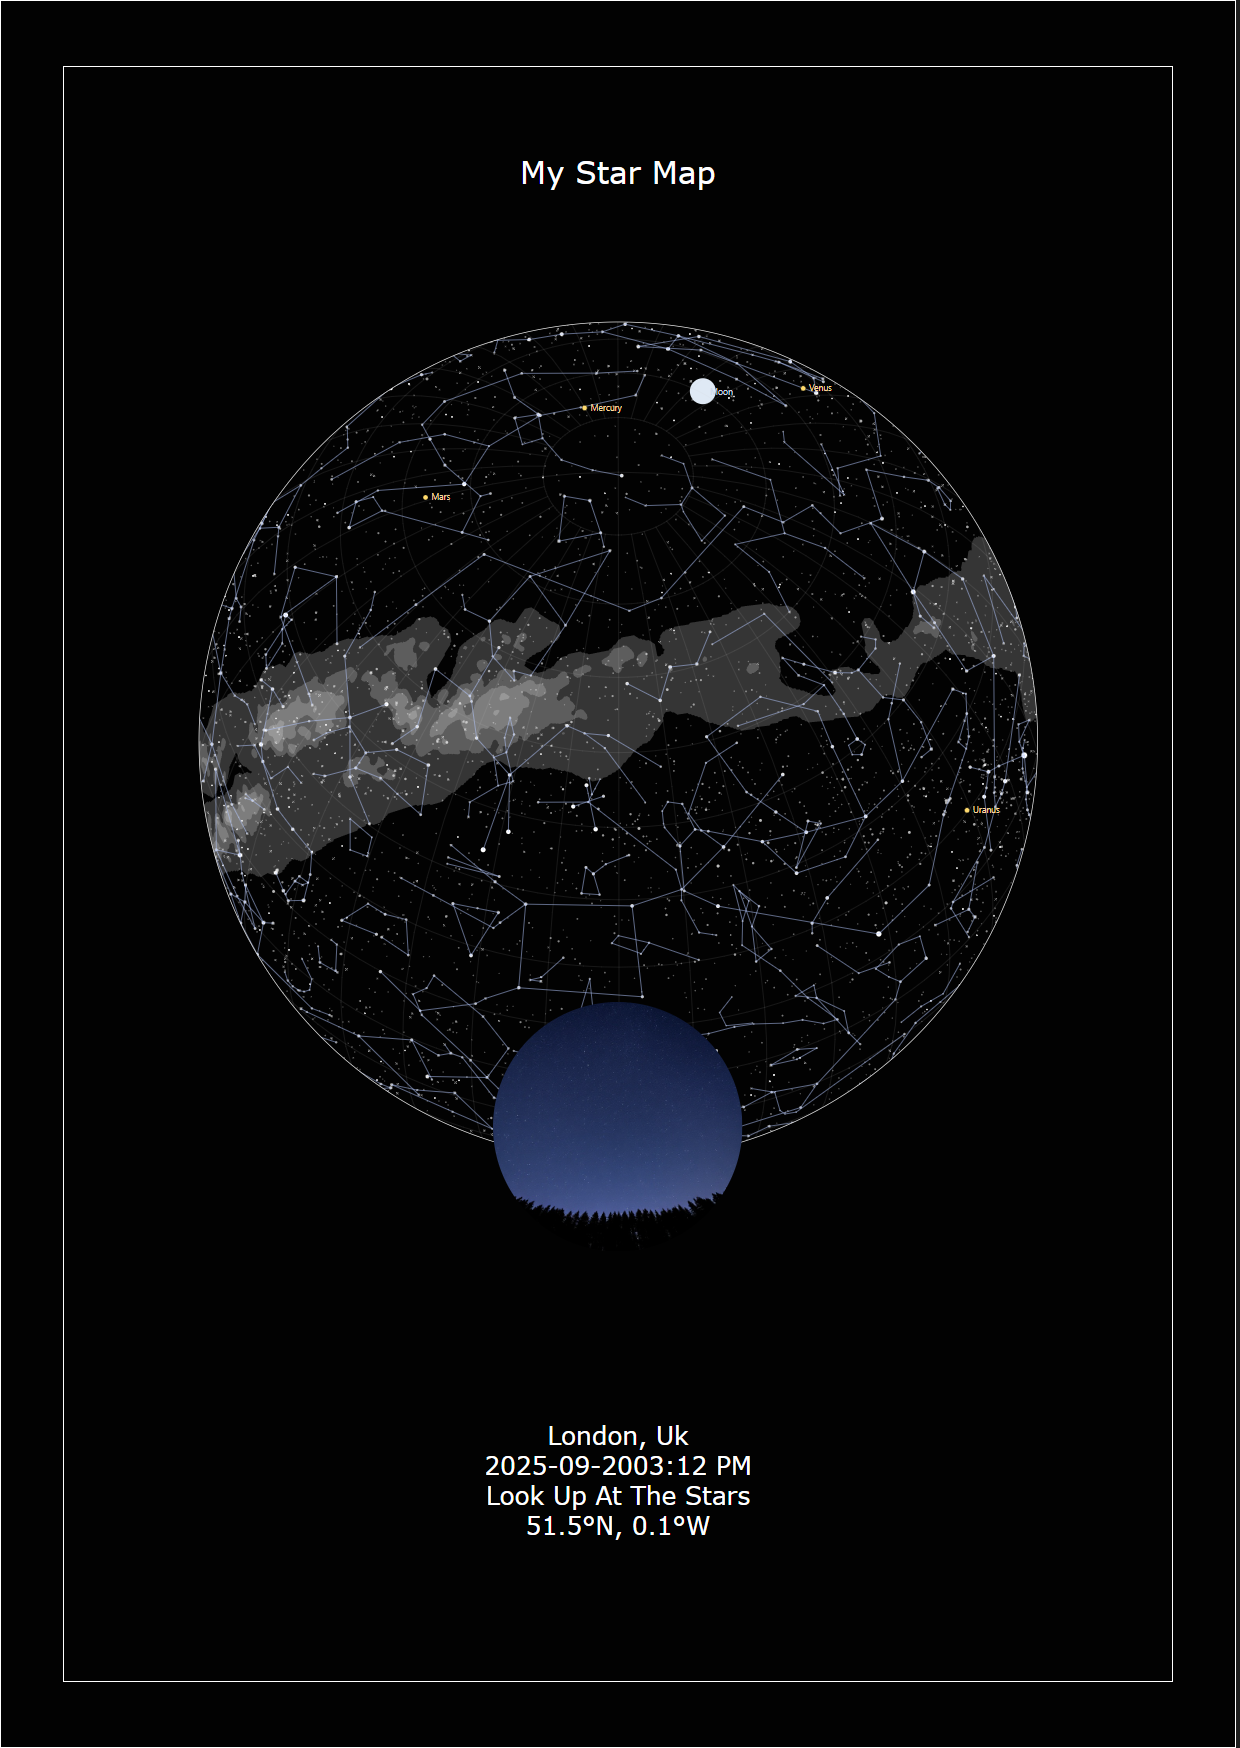 My Star Map
Venus
Moon
Mercury
Mars
Uranus
London, Uk
2025-09-2003:12 PM
Look Up At The Stars
51.5°N, 0.1°W